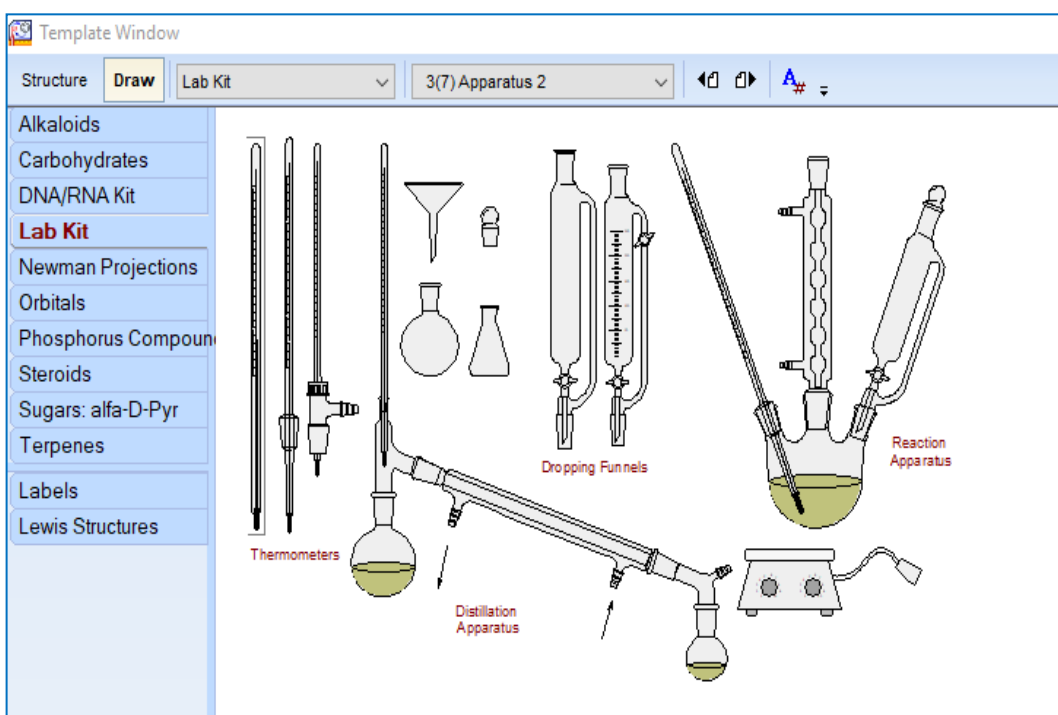 Template Window
Structure Draw Lab Kit 3(7) Apparatus 2 A#
Alkaloids
Carbohydrates
DNA/RNA Kit
Lab Kit
Newman Projections
Orbitals
Phosphorus Compoun
Steroids
Sugars: alfa-D-Pyr
Terpenes
Labels
Lewis Structures
Dropping Funnels
Reaction
Apparatus
Thermometers
Distillation
Apparatus